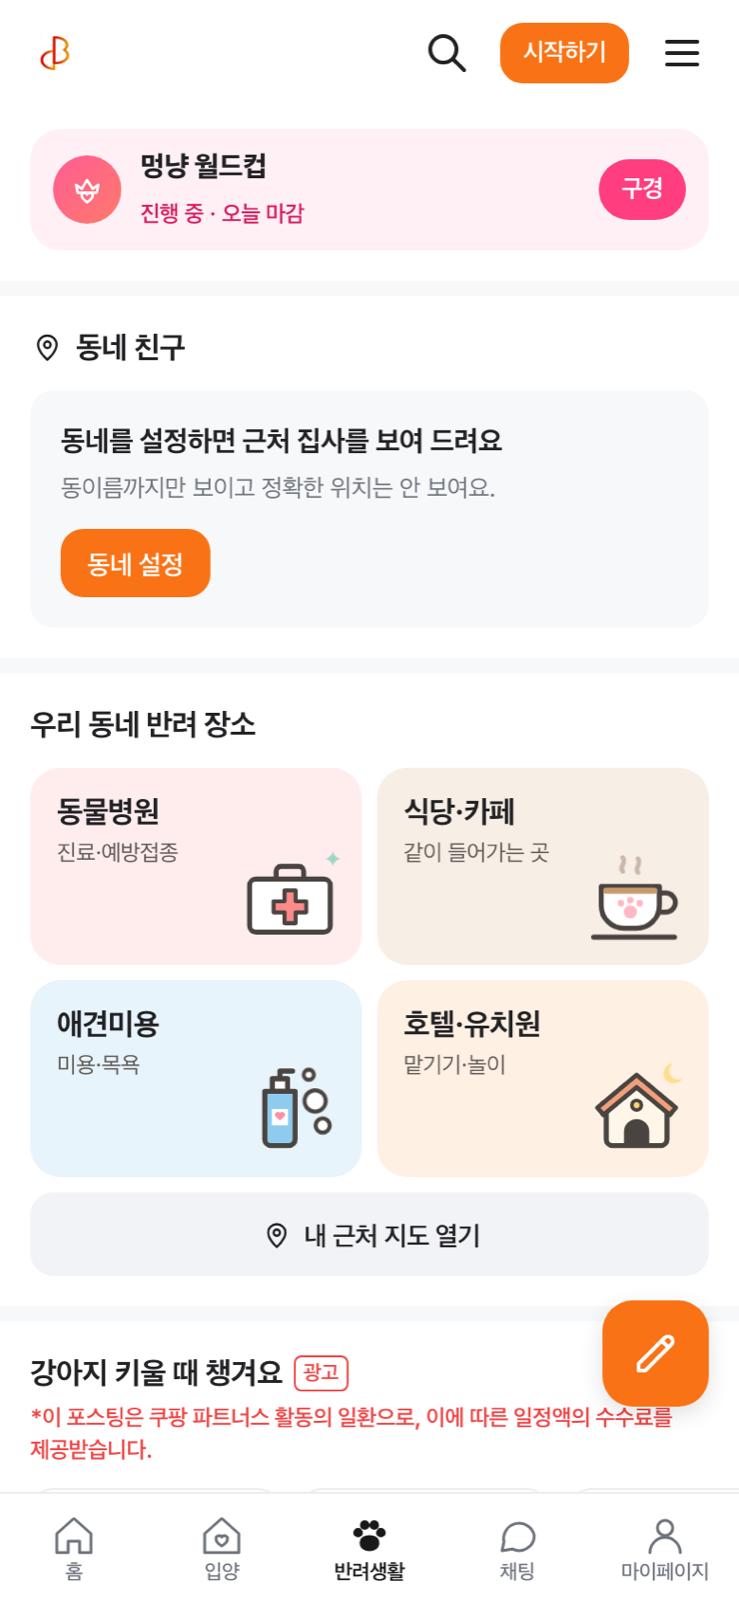 시작하기
멍냥 월드컵
진행 중 · 오늘 마감
구경
동네 친구
동네를 설정하면 근처 집사를 보여 드려요
동이름까지만 보이고 정확한 위치는 안 보여요.
동네 설정
우리 동네 반려 장소
동물병원
진료·예방접종
식당·카페
같이 들어가는 곳
애견미용
미용·목욕
호텔·유치원
맡기기·놀이
내 근처 지도 열기
강아지 키울 때 챙겨요 광고
*이 포스팅은 쿠팡 파트너스 활동의 일환으로, 이에 따른 일정액의 수수료를
제공받습니다.
홈
입양
반려생활
채팅
마이페이지